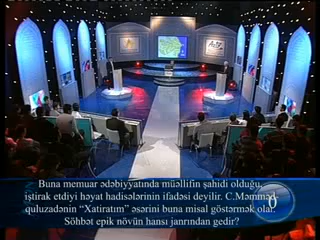 Buna memuar ədəbiyyatında müəllifin şahidi olduğu,
iştirak etdiyi həyat hadisələrinin ifadəsi deyilir. C.Məmməd-
quluzadənin “Xatiratım” əsərini buna misal göstərmək olar.
Söhbət epik növün hansı janrından gedir?